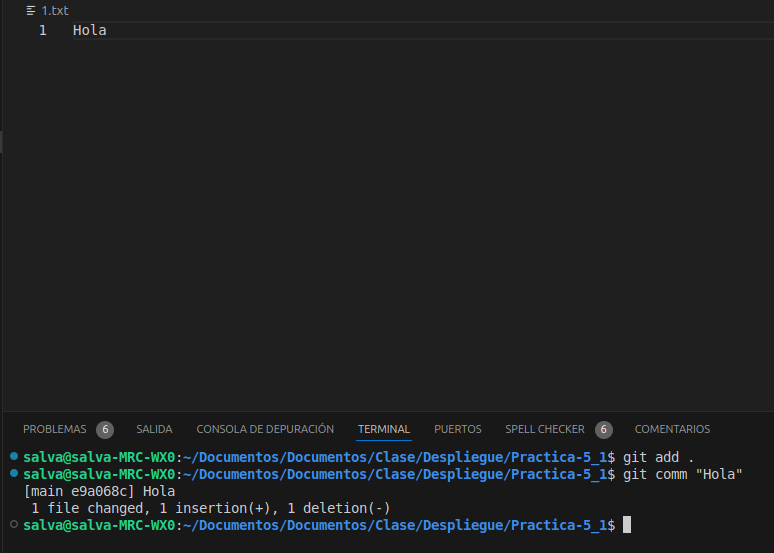 1.txt
1 Hola
PROBLEMAS 6 SALIDA CONSOLA DE DEPURACIÓN TERMINAL PUERTOS SPELL CHECKER 6 COMENTARIOS
salva@salva-MRC-WX0:~/Documentos/Documentos/Clase/Despliegue/Practica-5_1$ git add .
salva@salva-MRC-WX0:~/Documentos/Documentos/Clase/Despliegue/Practica-5_1$ git comm "Hola"
[main e9a068c] Hola
1 file changed, 1 insertion(+), 1 deletion(-)
salva@salva-MRC-WX0:~/Documentos/Documentos/Clase/Despliegue/Practica-5_1$